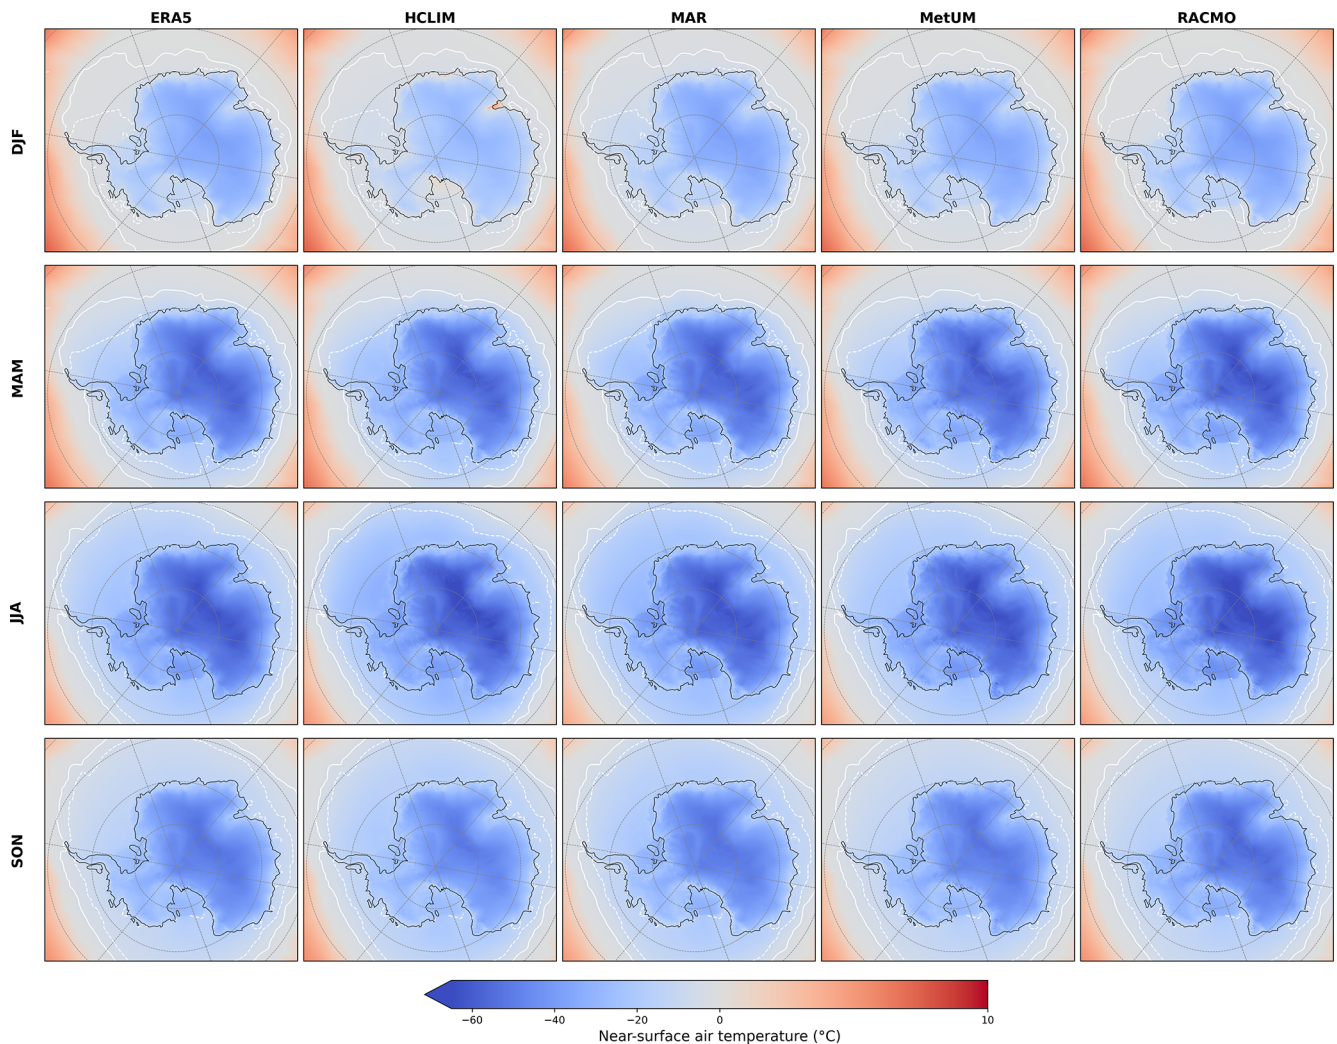 ERA5 HCLIM MAR MetUM RACMO
DJF
MAM
JJA
SON
−60 −40 −20 0 10
Near-surface air temperature (°C)